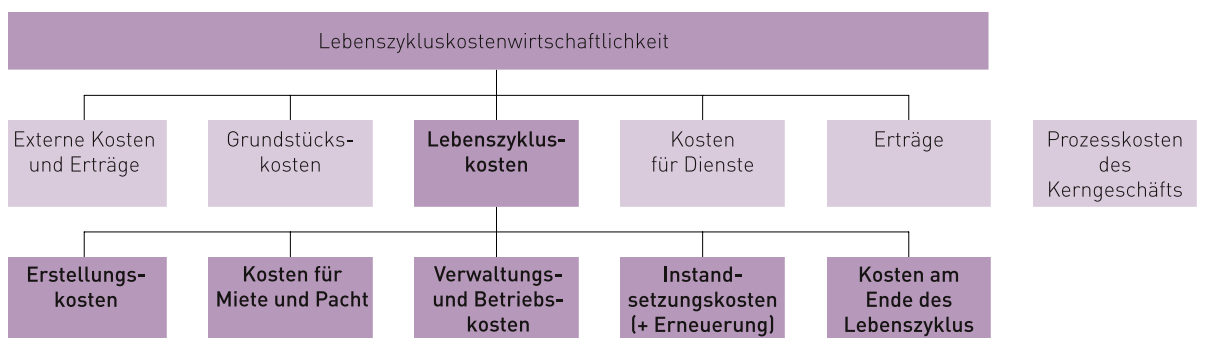 Lebenszykluskostenwirtschaftlichkeit
Externe Kosten
und Erträge
Grundstücks-
kosten
Lebenszyklus-
kosten
Kosten
für Dienste
Erträge
Prozesskosten
des
Kerngeschäfts
Erstellungs-
kosten
Kosten für
Miete und Pacht
Verwaltungs-
und Betriebs-
kosten
Instand-
setzungskosten
(+ Erneuerung)
Kosten am
Ende des
Lebenszyklus